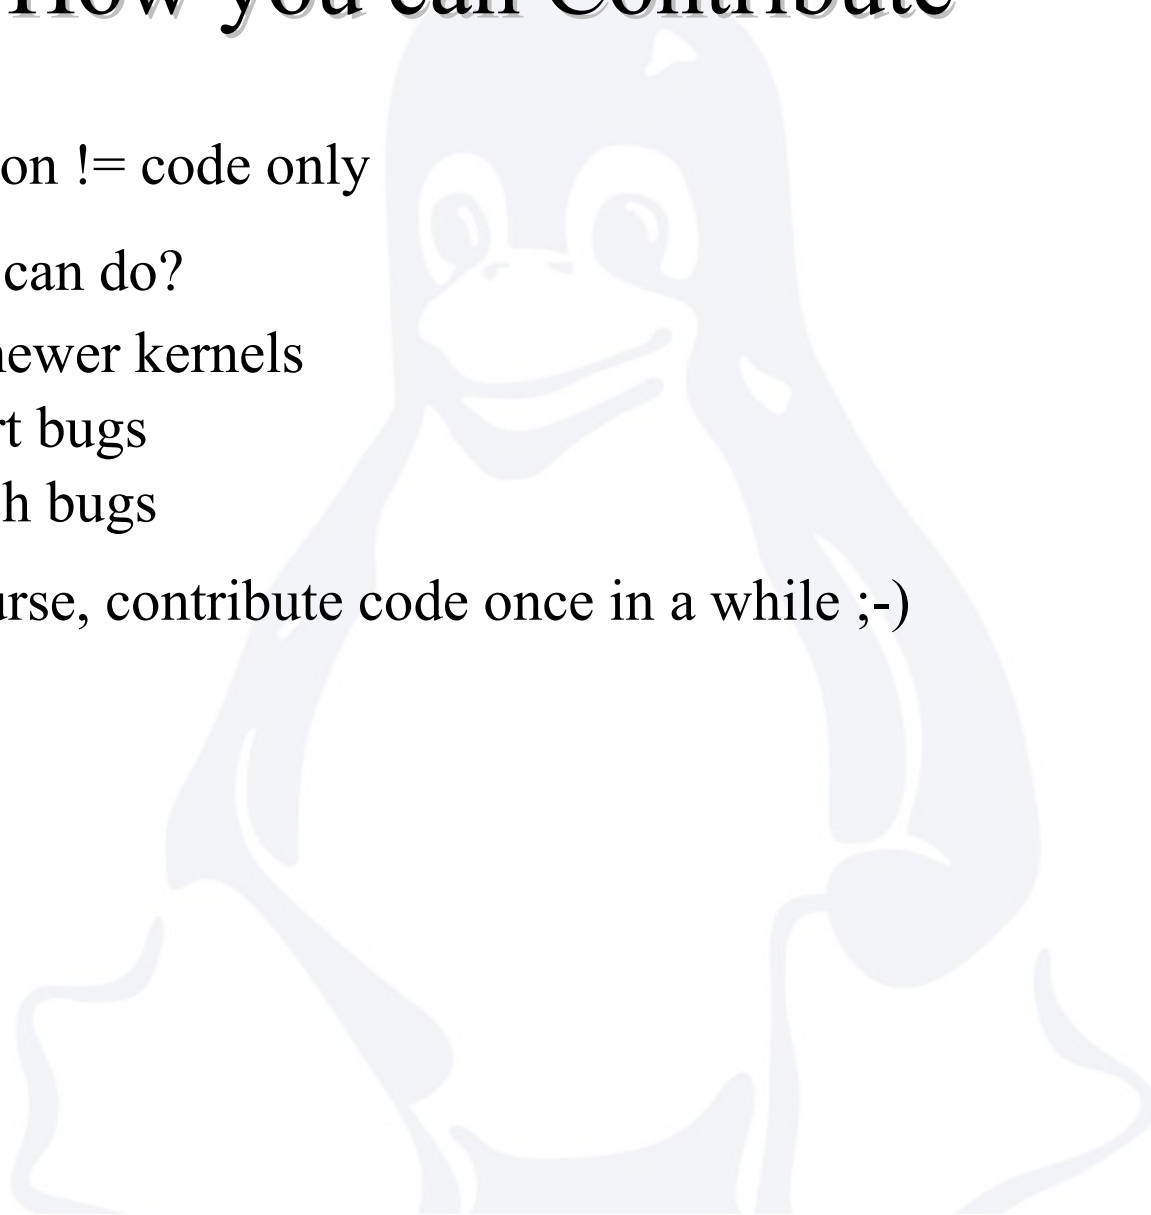 How you can Contribute
on != code only
can do?
newer kernels
rt bugs
h bugs
urse, contribute code once in a while ;-)